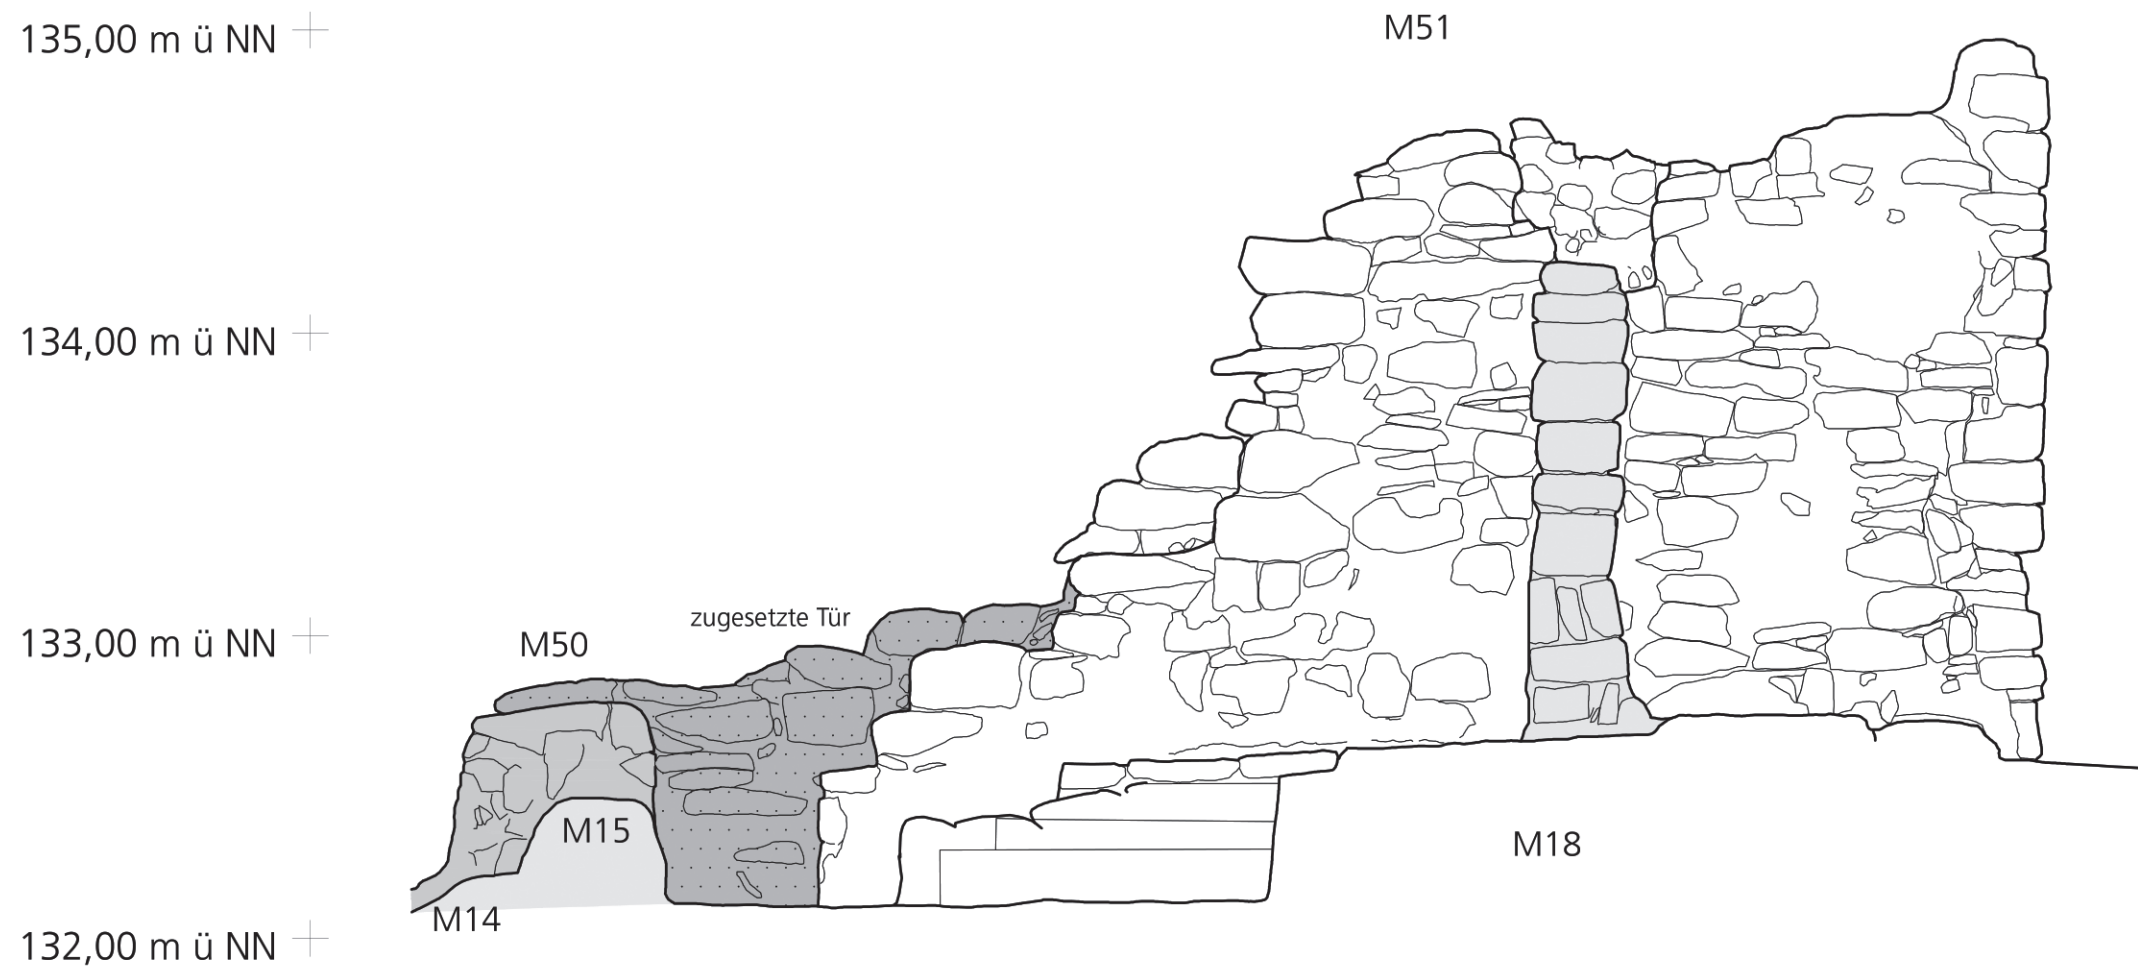 M51
135,00 m ü NN
134,00 m ü NN
zugesetzte Tür
133,00 m ü NN
M50
M15
M18
M14
132,00 m ü NN